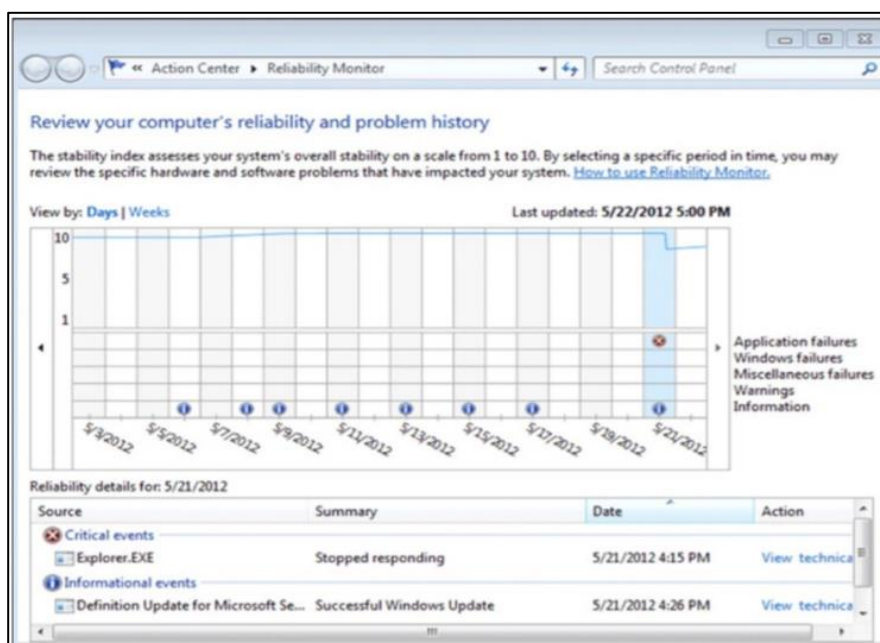 « Action Center ▸ Reliability Monitor
Search Control Panel
Review your computer's reliability and problem history
The stability index assesses your system's overall stability on a scale from 1 to 10. By selecting a specific period in time, you may
review the specific hardware and software problems that have impacted your system. How to use Reliability Monitor.
View by: Days | Weeks
Last updated: 5/22/2012 5:00 PM
10
5
1
Application failures
Windows failures
Miscellaneous failures
Warnings
Information
5/3/2012 5/5/2012 5/7/2012 5/9/2012 5/11/2012 5/13/2012 5/15/2012 5/17/2012 5/19/2012 5/21/2012
Reliability details for: 5/21/2012
Source Summary Date Action
Critical events
Explorer.EXE Stopped responding 5/21/2012 4:15 PM View technica
Informational events
Definition Update for Microsoft Se... Successful Windows Update 5/21/2012 4:26 PM View technica